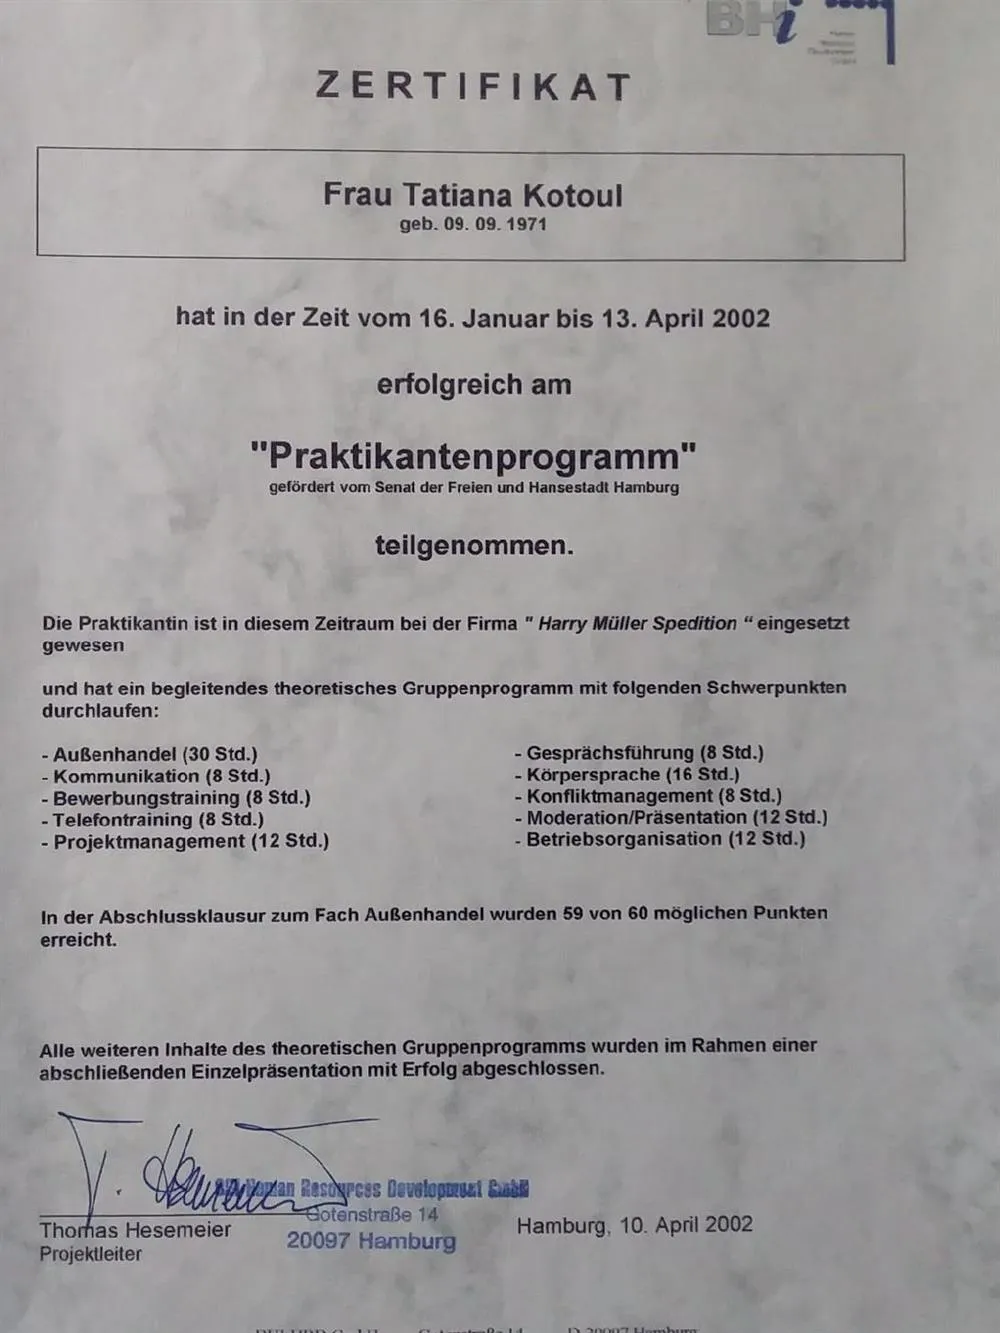 BHi
ZERTIFIKAT
Frau Tatiana Kotoul
geb. 09. 09. 1971
hat in der Zeit vom 16. Januar bis 13. April 2002
erfolgreich am
"Praktikantenprogramm"
gefördert vom Senat der Freien und Hansestadt Hamburg
teilgenommen.
Die Praktikantin ist in diesem Zeitraum bei der Firma " Harry Müller Spedition “ eingesetzt
gewesen
und hat ein begleitendes theoretisches Gruppenprogramm mit folgenden Schwerpunkten
durchlaufen:
- Außenhandel (30 Std.)
- Kommunikation (8 Std.)
- Bewerbungstraining (8 Std.)
- Telefontraining (8 Std.)
- Projektmanagement (12 Std.)
- Gesprächsführung (8 Std.)
- Körpersprache (16 Std.)
- Konfliktmanagement (8 Std.)
- Moderation/Präsentation (12 Std.)
- Betriebsorganisation (12 Std.)
In der Abschlussklausur zum Fach Außenhandel wurden 59 von 60 möglichen Punkten
erreicht.
Alle weiteren Inhalte des theoretischen Gruppenprogramms wurden im Rahmen einer
abschließenden Einzelpräsentation mit Erfolg abgeschlossen.
Human Resources Development GmbH
Gotenstraße 14
20097 Hamburg
Thomas Hesemeier
Projektleiter
Hamburg, 10. April 2002